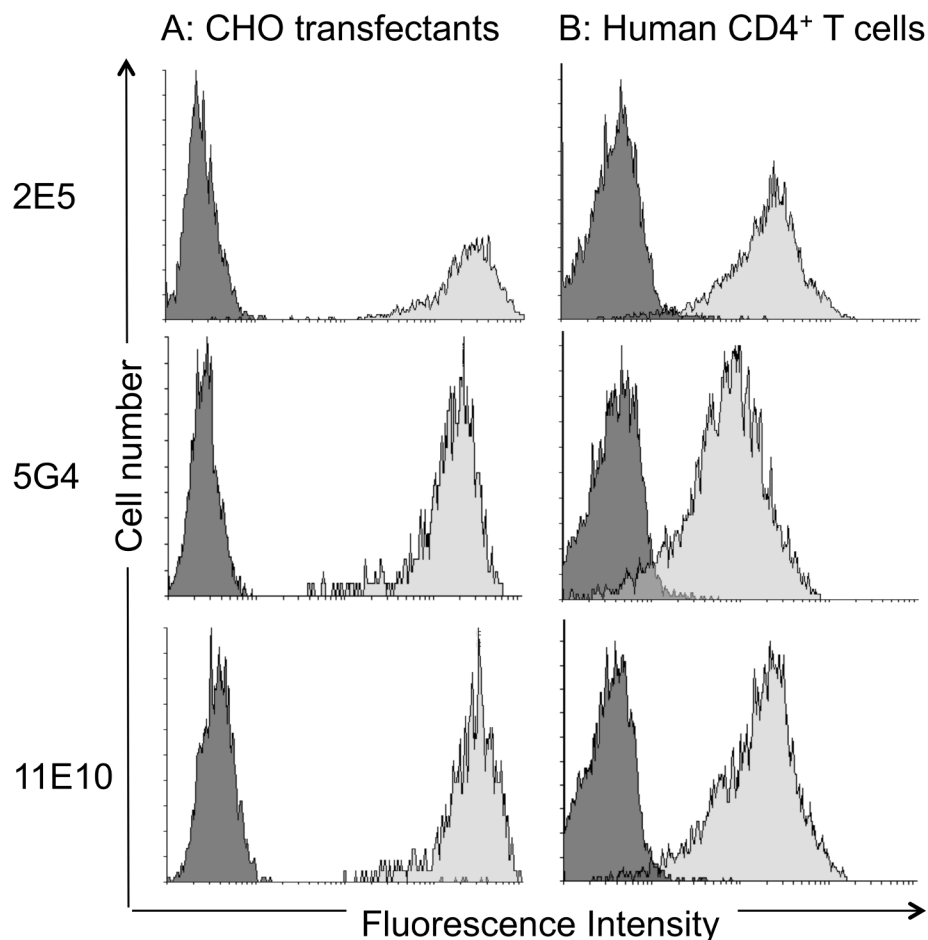 A: CHO transfectants
B: Human CD4⁺ T cells
2E5
5G4
11E10
Cell number
Fluorescence Intensity